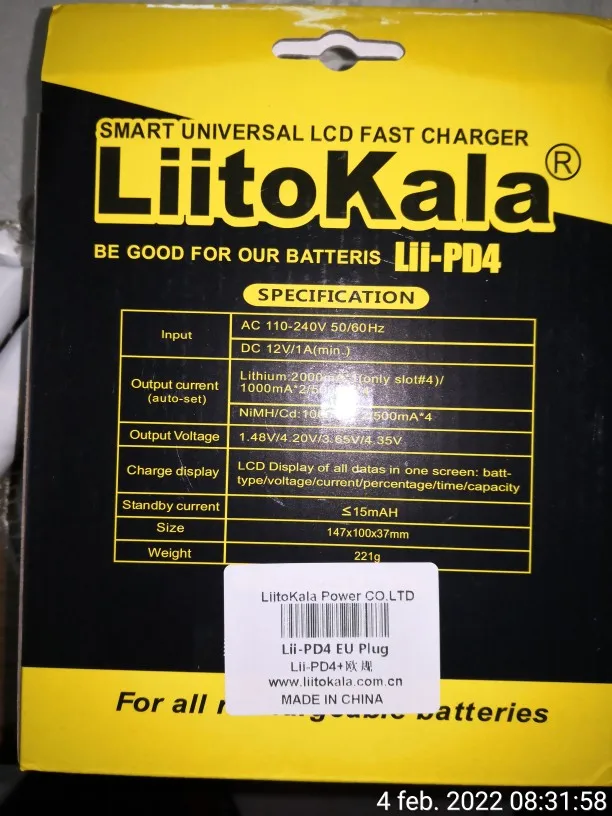 SMART UNIVERSAL LCD FAST CHARGER
LiitoKala®
BE GOOD FOR OUR BATTERIS Lii-PD4
SPECIFICATION
Input
AC 110-240V 50/60Hz
DC 12V/1A(min.)
Output current
(auto-set)
Lithium:2000mA*1(only slot#4)/
1000mA*2/
NiMH/Cd: /500mA*4
Output Voltage
1.48V/4.20V/3.65V/4.35V
Charge display
LCD Display of all datas in one screen: batt-
type/voltage/current/percentage/time/capacity
Standby current
≤15mAH
Size
147x100x37mm
Weight
221g
LiitoKala Power CO.LTD
Lii-PD4 EU Plug
Lii-PD4+欧规
www.liitokala.com.cn
MADE IN CHINA
For all batteries
4 feb. 2022 08:31:58